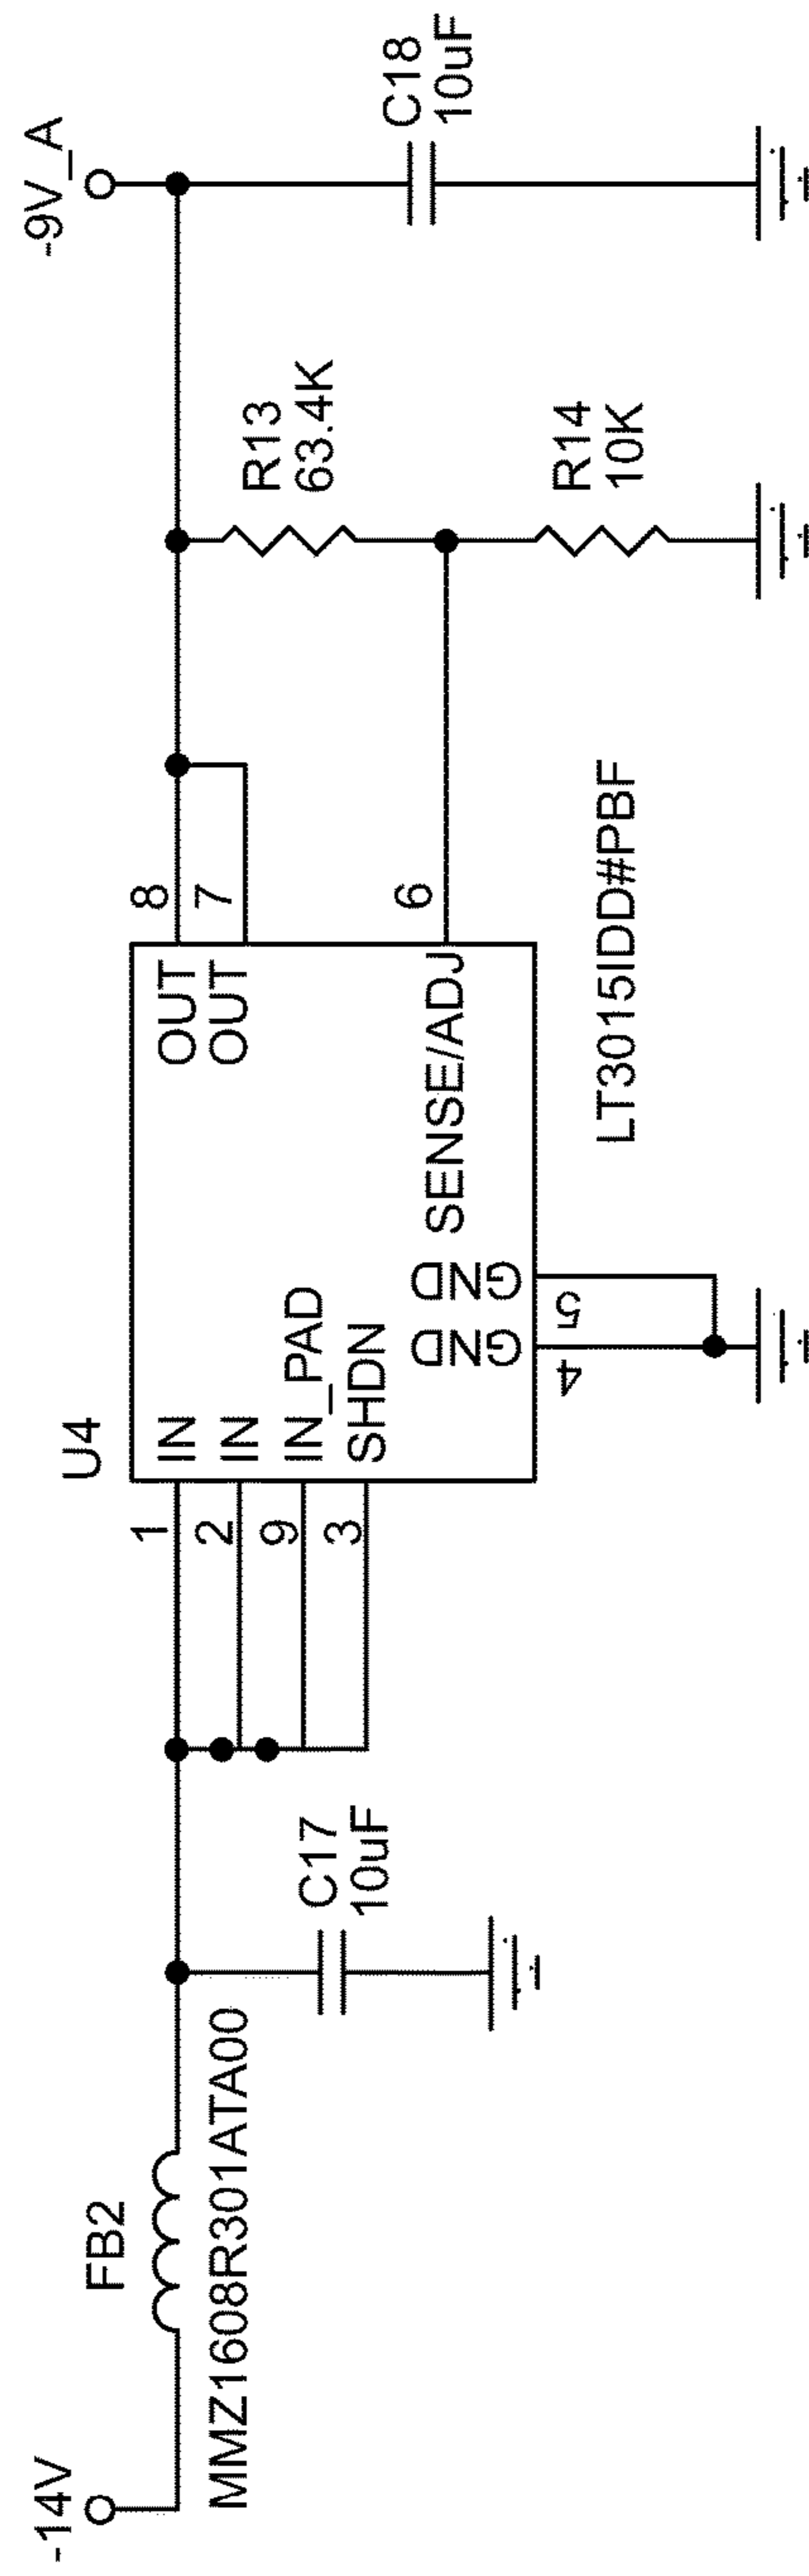 -14V
FB2
MMZ1608R301ATA00
C17
10uF
U4
1
2
9
3
IN
IN
IN_PAD
SHDN
GND
GND
4
5
OUT
OUT
SENSE/ADJ
8
7
6
LT3015IDD#PBF
R13
63.4K
R14
10K
-9V_A
C18
10uF